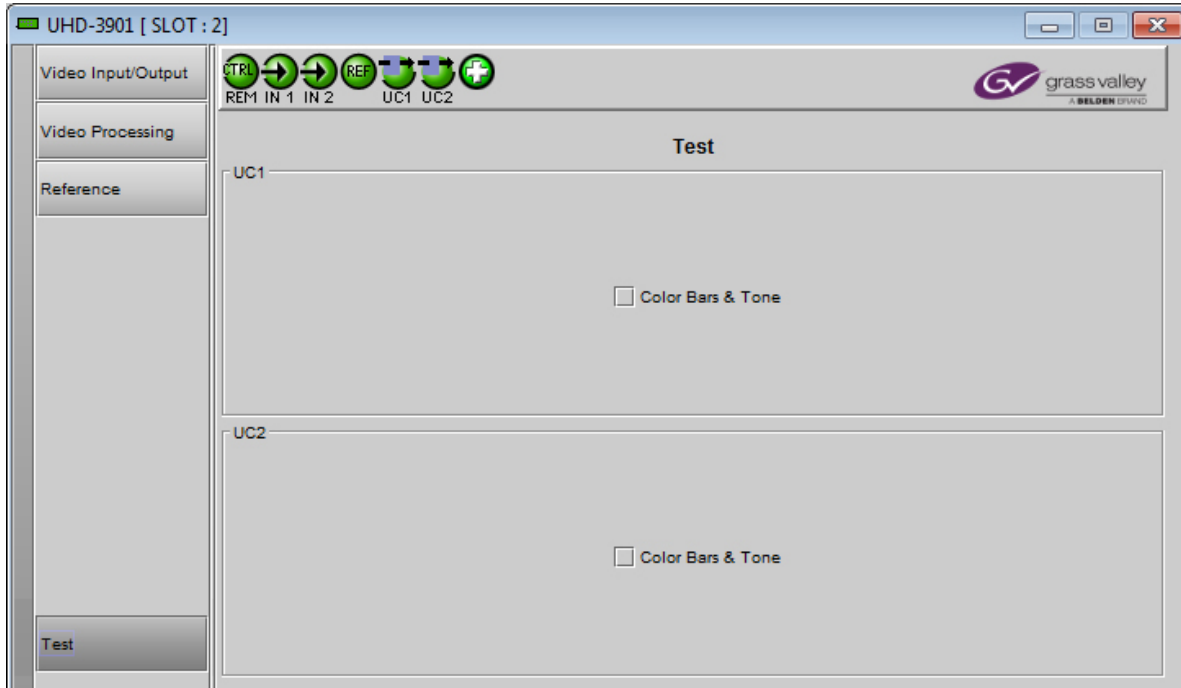 UHD-3901 [ SLOT : 2]
Video Input/Output
Video Processing
Reference
Test
CTRL
REF
REM IN 1 IN 2 UC1 UC2
GV
grass valley
A BELDEN BRAND
Test
UC1
Color Bars & Tone
UC2
Color Bars & Tone